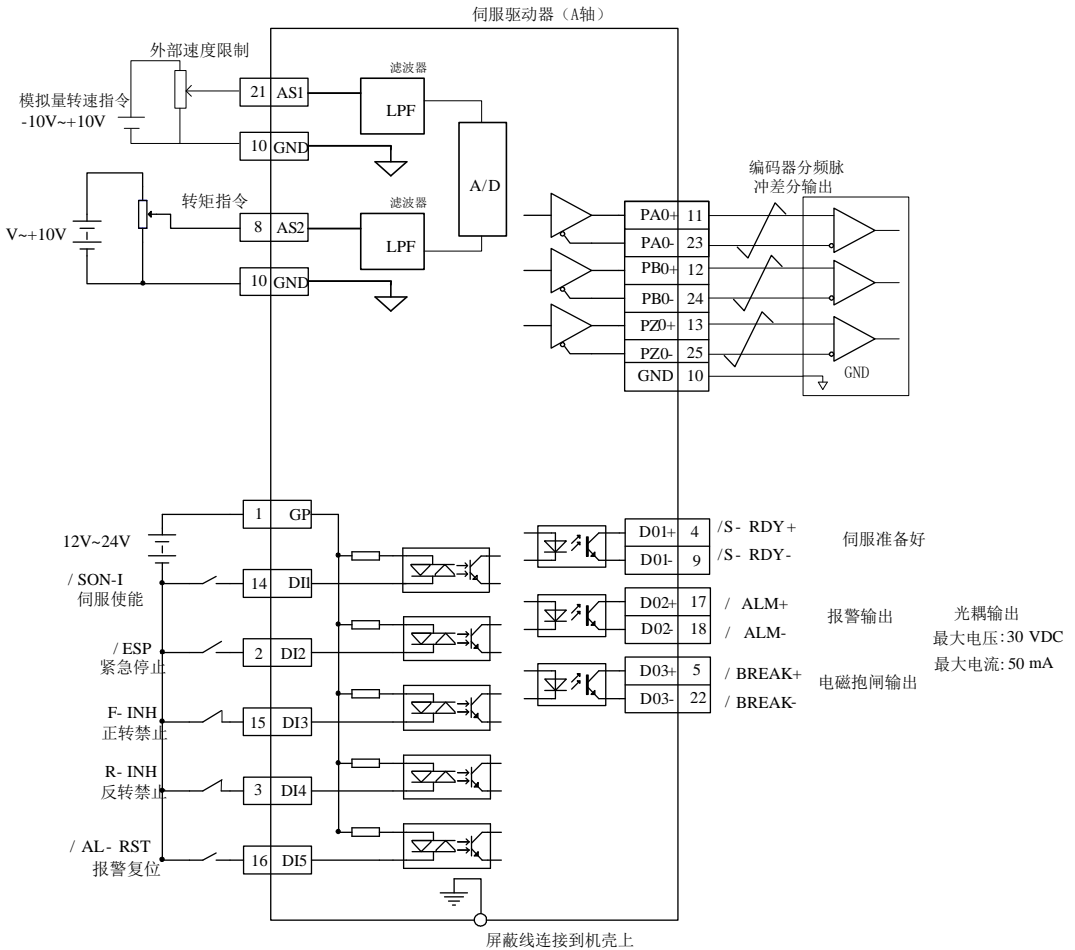 伺服驱动器（A轴）
外部速度限制
模拟量转速指令
-10V~+10V
21 AS1
10 GND
滤波器
LPF
A/D
转矩指令
V~+10V
8 AS2
10 GND
滤波器
LPF
编码器分频脉
冲差分输出
PA0+ 11
PA0- 23
PB0+ 12
PB0- 24
PZ0+ 13
PZ0- 25
GND 10
GND
12V~24V
1 GP
/ SON-I
伺服使能
14 DI1
/ ESP
紧急停止
2 DI2
F- INH
正转禁止
15 DI3
R- INH
反转禁止
3 DI4
/ AL- RST
报警复位
16 DI5
D01+ 4 /S- RDY+
D01- 9 /S- RDY-
伺服准备好
D02+ 17 / ALM+
D02- 18 / ALM-
报警输出
D03+ 5 / BREAK+
D03- 22 / BREAK-
电磁抱闸输出
光耦输出
最大电压:30 VDC
最大电流:50 mA
屏蔽线连接到机壳上